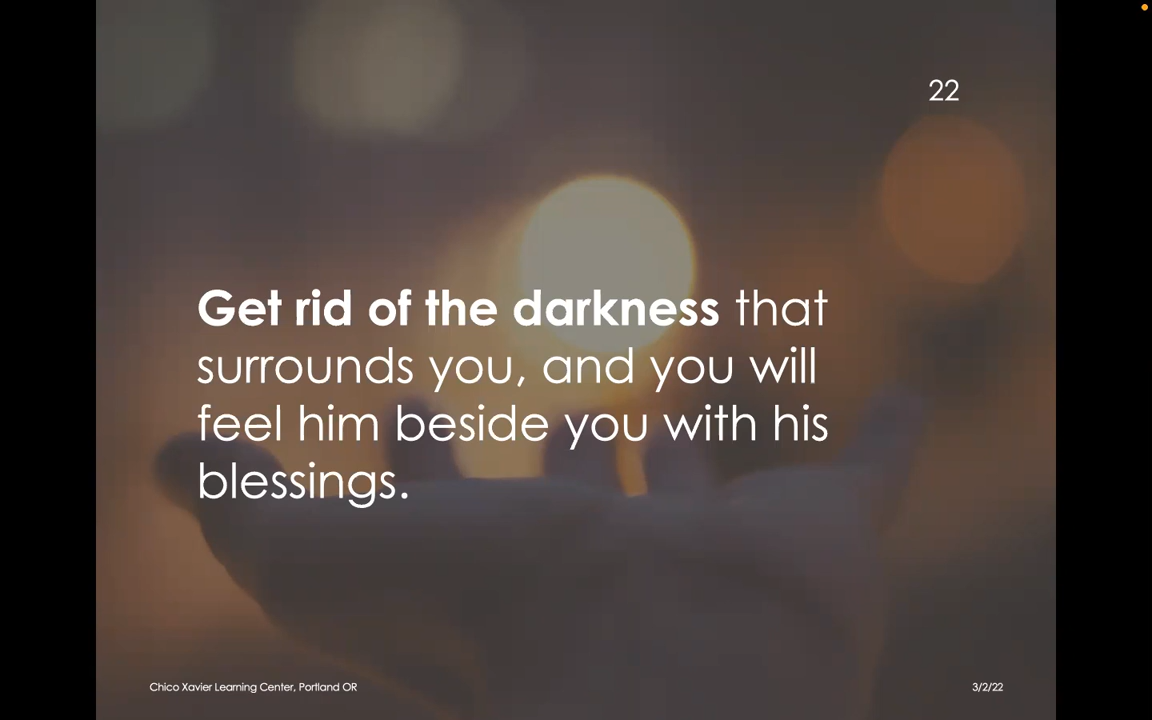 22
Get rid of the darkness that
surrounds you, and you will
feel him beside you with his
blessings.
Chico Xavier Learning Center, Portland OR
3/2/22